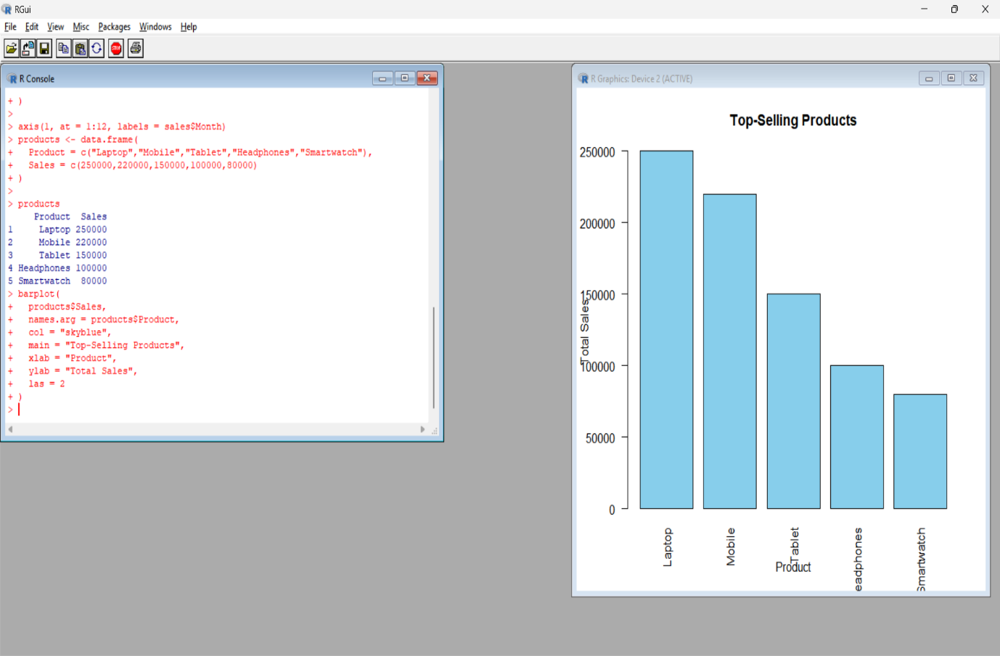 RGui
File Edit View Misc Packages Windows Help
STOP
R Console
+ )
>
> axis(1, at = 1:12, labels = sales$Month)
> products <- data.frame(
+   Product = c("Laptop","Mobile","Tablet","Headphones","Smartwatch"),
+   Sales = c(250000,220000,150000,100000,80000)
+ )
>
> products
     Product  Sales
1     Laptop 250000
2     Mobile 220000
3     Tablet 150000
4 Headphones 100000
5 Smartwatch  80000
> barplot(
+   products$Sales,
+   names.arg = products$Product,
+   col = "skyblue",
+   main = "Top-Selling Products",
+   xlab = "Product",
+   ylab = "Total Sales",
+   las = 2
+ )
>
R Graphics: Device 2 (ACTIVE)
Top-Selling Products
250000
200000
150000
100000
50000
0
Total Sales
Laptop
Mobile
Tablet
eadphones
Smartwatch
Product